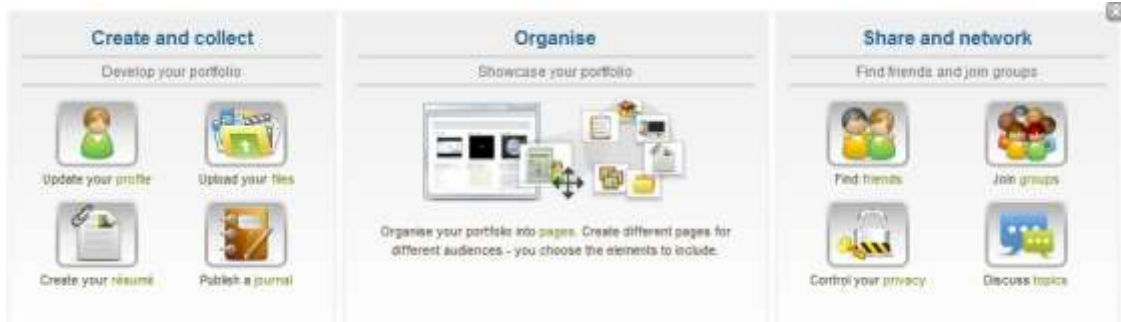 Create and collect
Develop your portfolio
Update your profile
Upload your files
Create your résumé
Publish a journal
Organise
Showcase your portfolio
Organise your portfolio into pages. Create different pages for
different audiences - you choose the elements to include.
Share and network
Find friends and join groups
Find friends
Join groups
Control your privacy
Discuss topics